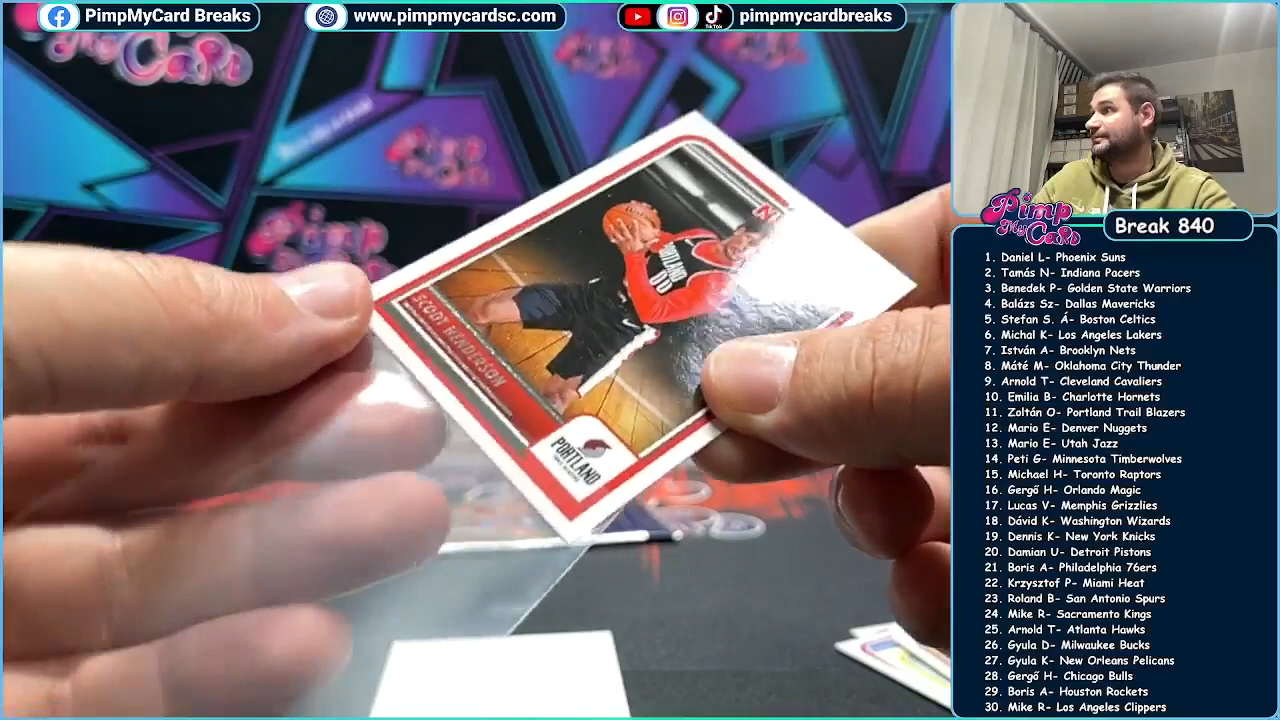 PimpMyCard Breaks
www.pimpmycardsc.com
TikTok
pimpmycardbreaks
Pimp
My
Card
Break 840
1. Daniel L- Phoenix Suns
2. Tamás N- Indiana Pacers
3. Benedek P- Golden State Warriors
4. Balázs Sz- Dallas Mavericks
5. Stefan S. Á- Boston Celtics
6. Michal K- Los Angeles Lakers
7. István A- Brooklyn Nets
8. Máté M- Oklahoma City Thunder
9. Arnold T- Cleveland Cavaliers
10. Emilia B- Charlotte Hornets
11. Zoltán O- Portland Trail Blazers
12. Mario E- Denver Nuggets
13. Mario E- Utah Jazz
14. Peti G- Minnesota Timberwolves
15. Michael H- Toronto Raptors
16. Gergő H- Orlando Magic
17. Lucas V- Memphis Grizzlies
18. Dávid K- Washington Wizards
19. Dennis K- New York Knicks
20. Damian U- Detroit Pistons
21. Boris A- Philadelphia 76ers
22. Krzysztof P- Miami Heat
23. Roland B- San Antonio Spurs
24. Mike R- Sacramento Kings
25. Arnold T- Atlanta Hawks
26. Gyula D- Milwaukee Bucks
27. Gyula K- New Orleans Pelicans
28. Gergő H- Chicago Bulls
29. Boris A- Houston Rockets
30. Mike R- Los Angeles Clippers
SCOOT HENDERSON
PORTLAND
00
PORTLAND